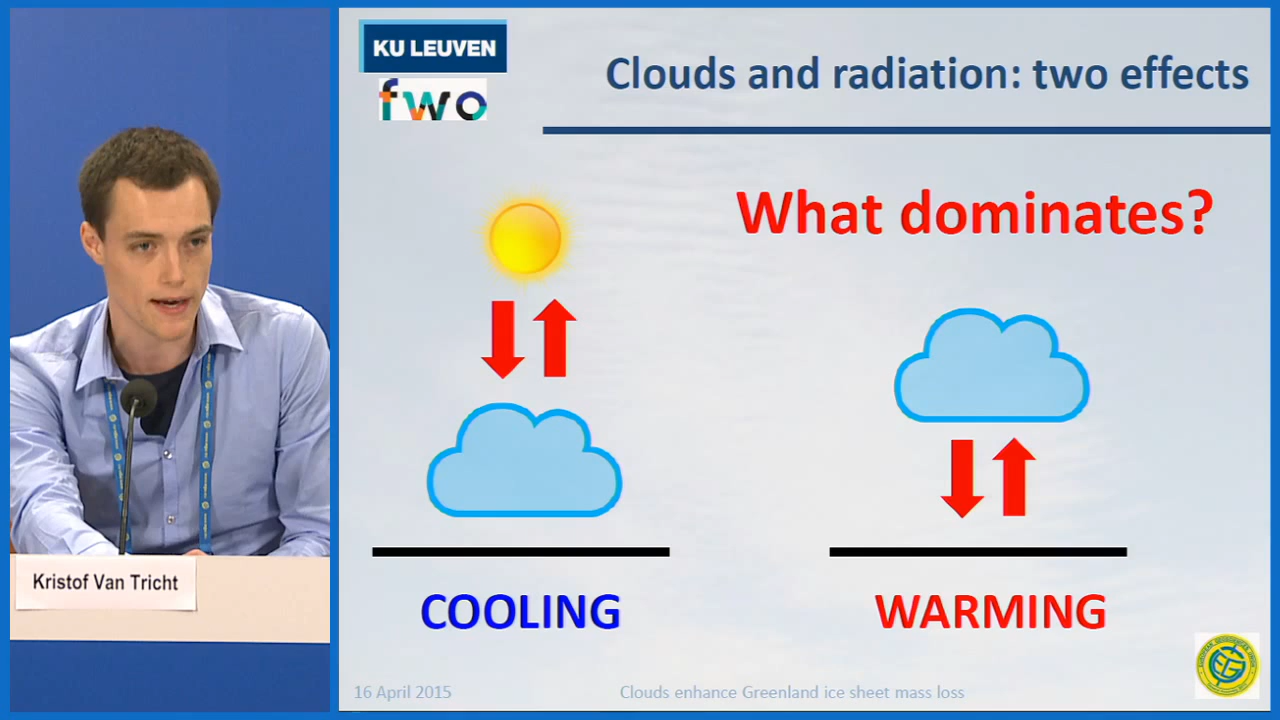 KU LEUVEN
fwo
Clouds and radiation: two effects
What dominates?
COOLING
WARMING
Kristof Van Tricht
16 April 2015
Clouds enhance Greenland ice sheet mass loss